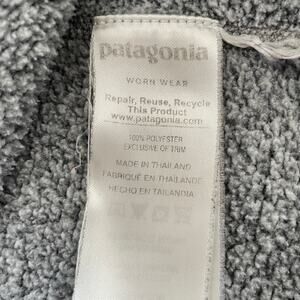 patagonia
WORN WEAR
Repair, Reuse, Recycle
This Product
www.patagonia.com
100% POLYESTER
EXCLUSIVE OF TRIM
MADE IN THAILAND
FABRIQUÉ EN THAILANDE
HECHO EN TAILANDIA